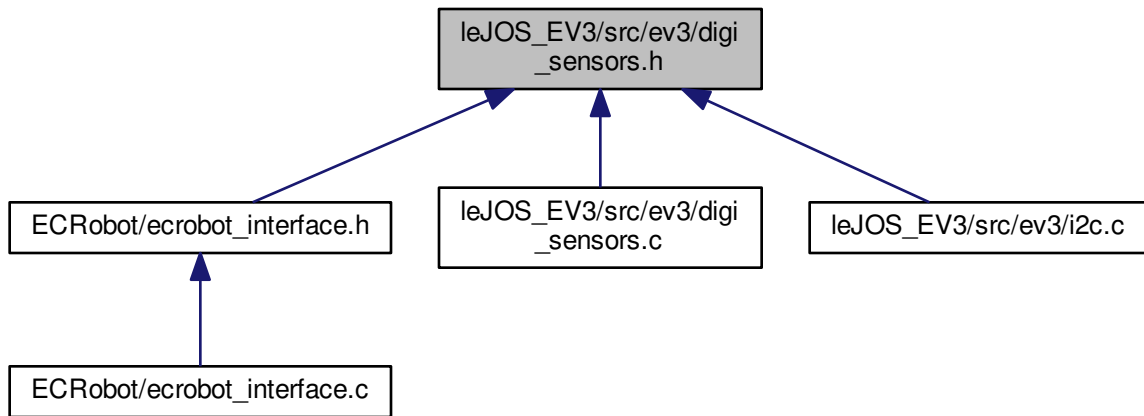 leJOS_EV3/src/ev3/digi
_sensors.h
ECRobot/ecrobot_interface.h
leJOS_EV3/src/ev3/digi
_sensors.c
leJOS_EV3/src/ev3/i2c.c
ECRobot/ecrobot_interface.c